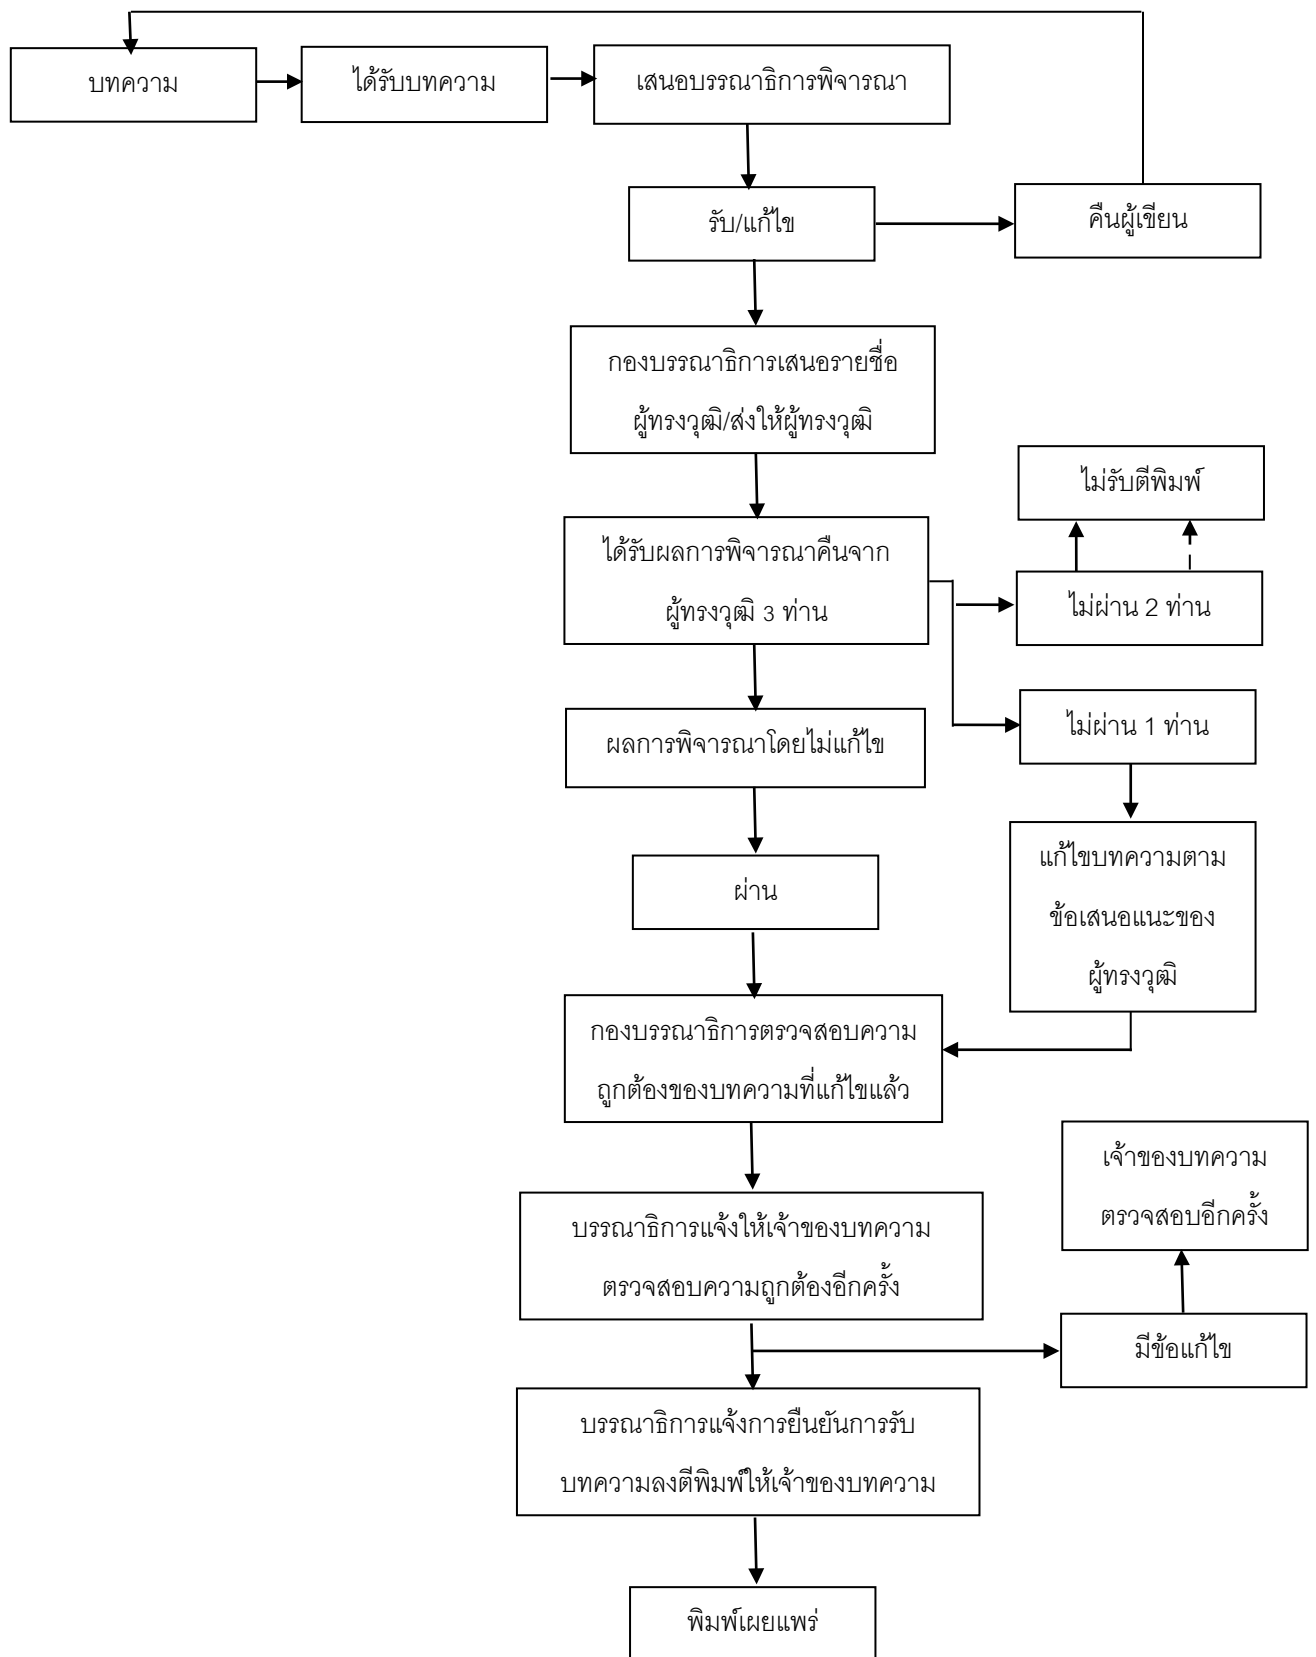 บทความ
ได้รับบทความ
เสนอบรรณาธิการพิจารณา
รับ/แก้ไข
คืนผู้เขียน
กองบรรณาธิการเสนอรายชื่อ
ผู้ทรงวุฒิ/ส่งให้ผู้ทรงวุฒิ
ไม่รับตีพิมพ์
ได้รับผลการพิจารณาคืนจาก
ผู้ทรงวุฒิ 3 ท่าน
ไม่ผ่าน 2 ท่าน
ไม่ผ่าน 1 ท่าน
ผลการพิจารณาโดยไม่แก้ไข
แก้ไขบทความตาม
ข้อเสนอแนะของ
ผู้ทรงวุฒิ
ผ่าน
กองบรรณาธิการตรวจสอบความ
ถูกต้องของบทความที่แก้ไขแล้ว
เจ้าของบทความ
ตรวจสอบอีกครั้ง
บรรณาธิการแจ้งให้เจ้าของบทความ
ตรวจสอบความถูกต้องอีกครั้ง
มีข้อแก้ไข
บรรณาธิการแจ้งการยืนยันการรับ
บทความลงตีพิมพ์ให้เจ้าของบทความ
พิมพ์เผยแพร่